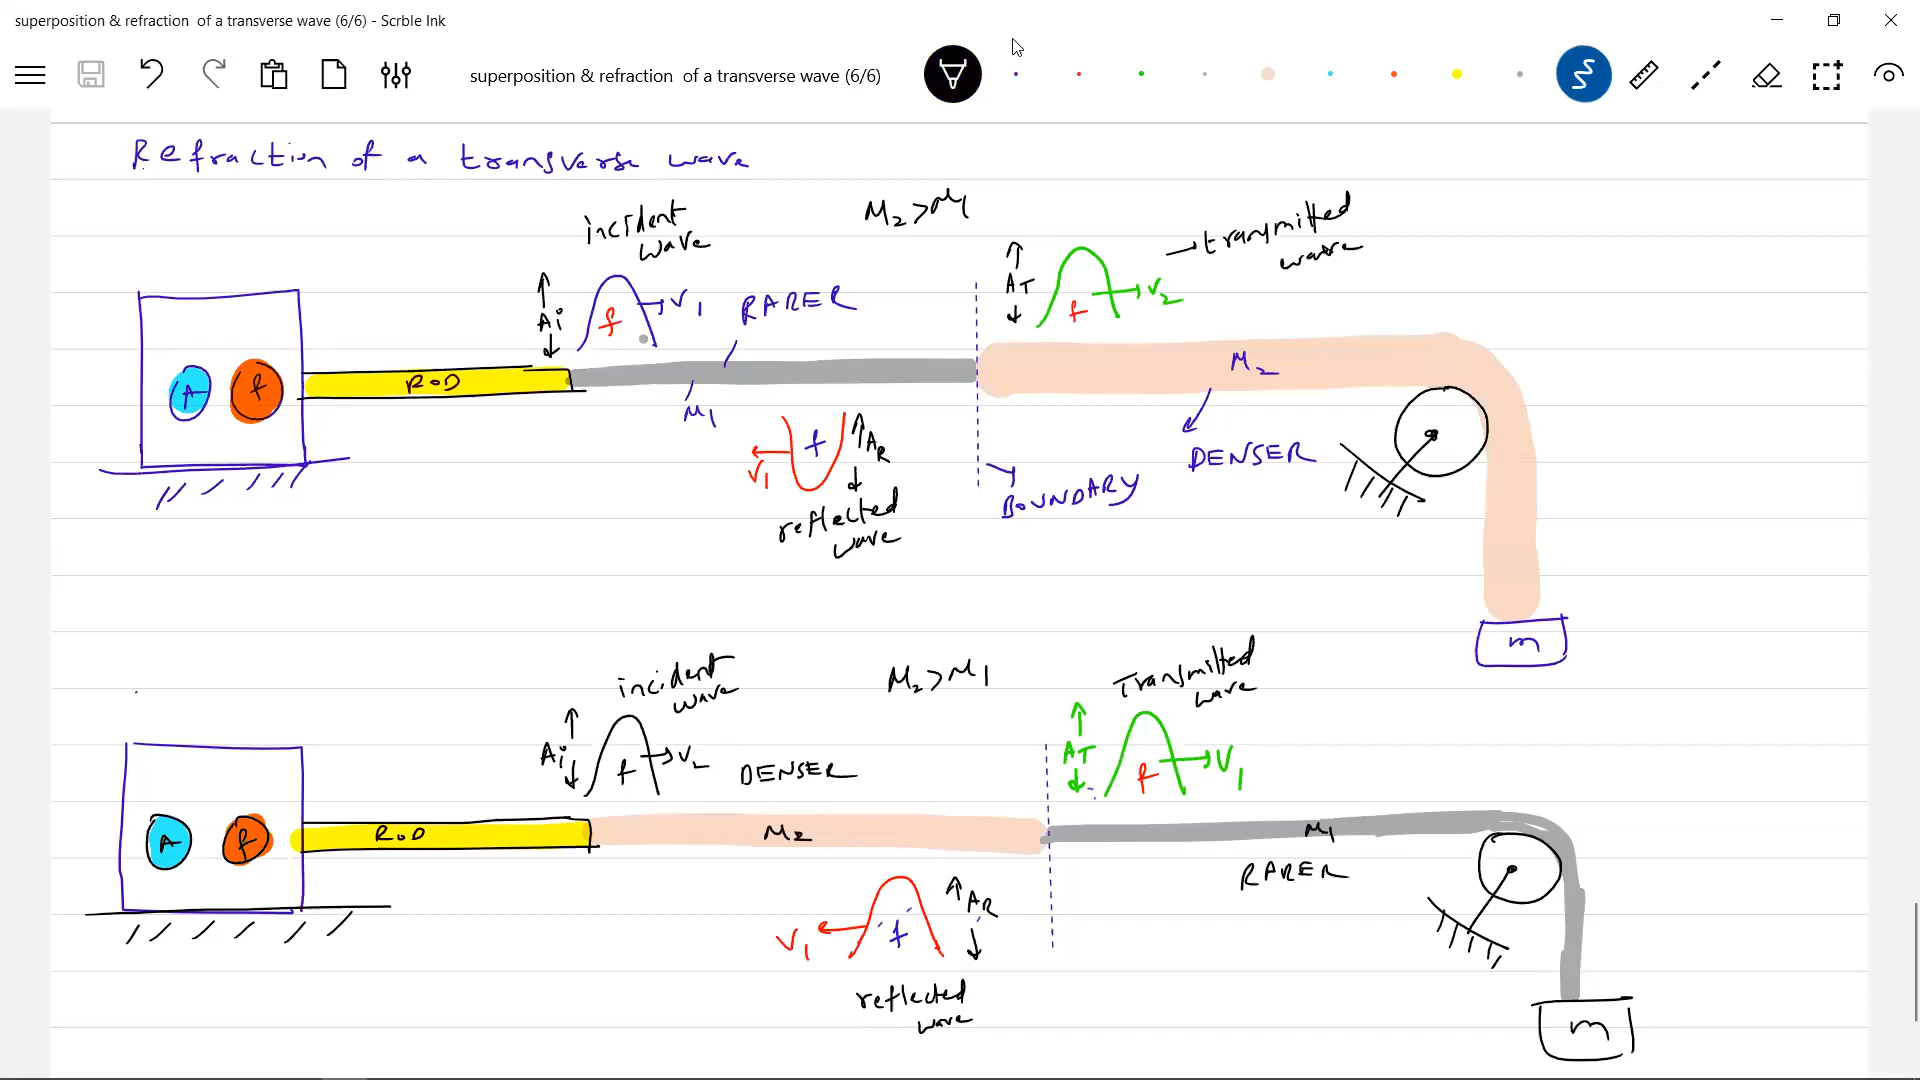 superposition & refraction of a transverse wave (6/6) - Scrble Ink
superposition & refraction of a transverse wave (6/6)
Refraction of a transverse wave
incident
wave
M2 > M1
transmitted
wave
Ai
f
V1
RARER
AT
f
V2
A
f
ROD
M1
M2
V1
f
AR
reflected
wave
BOUNDARY
DENSER
m
incident
wave
M2 > M1
Transmitted
wave
Ai
f
V2
DENSER
AT
f
V1
A
f
ROD
M2
M1
RARER
V1
f
AR
reflected
wave
m